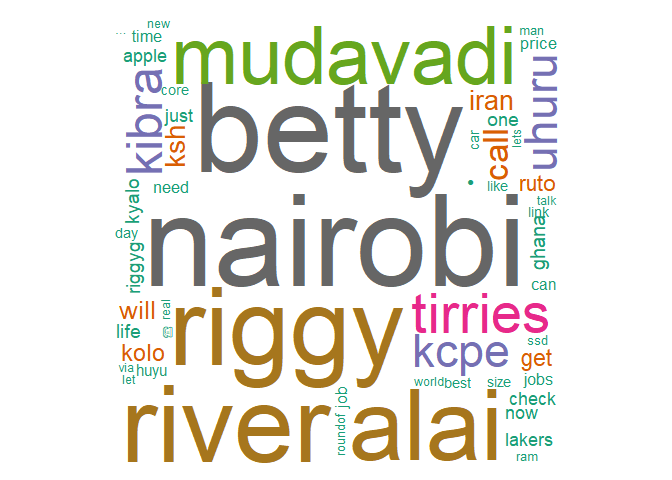 new
... time
man
price
mudavadi
apple
core
kibra
just
ksh
need
betty
iran
one
call
car
lets
uhuru
• like
ruto
talk
link
kyalo
day
riggyg
nairobi
ghana
can
will
real
life
kolo
via huyu
let
riggy
tirries
kcpe
ssd
get
world best size jobs
check
now
lakers
ram
river
roundof
job
alai